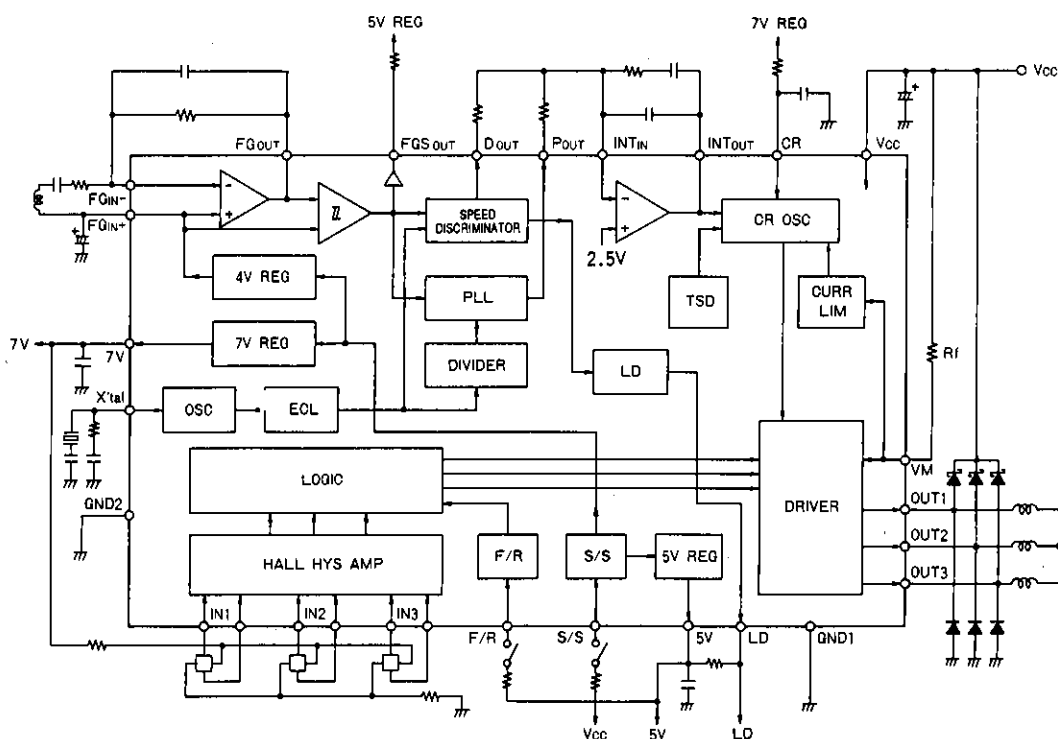 5V REG
7V REG
VCC
FGOUT
FGSOUT
DOUT
POUT
INTIN
INTOUT
CR
VCC
FGIN-
FGIN+
-
+
SPEED
DISCRIMINATOR
-
+
2.5V
CR OSC
4V REG
PLL
TSD
CURR
LIM
7V
7V
7V REG
DIVIDER
LD
Rf
X'tal
OSC
ECL
VM
LOGIC
DRIVER
OUT1
GND2
OUT2
HALL HYS AMP
F/R
S/S
5V REG
OUT3
IN1
IN2
IN3
F/R
S/S
5V
LD
GND1
VCC
5V
LD